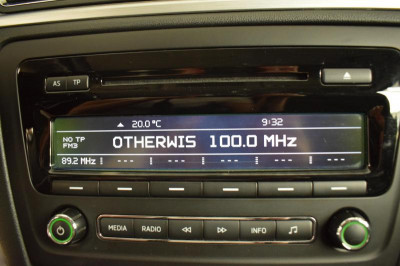 AS TP
20.0°C 9:32
NO TP
FM3
OTHERWIS 100.0 MHz
89.2 MHz --- --- --- --- ---
MEDIA RADIO INFO